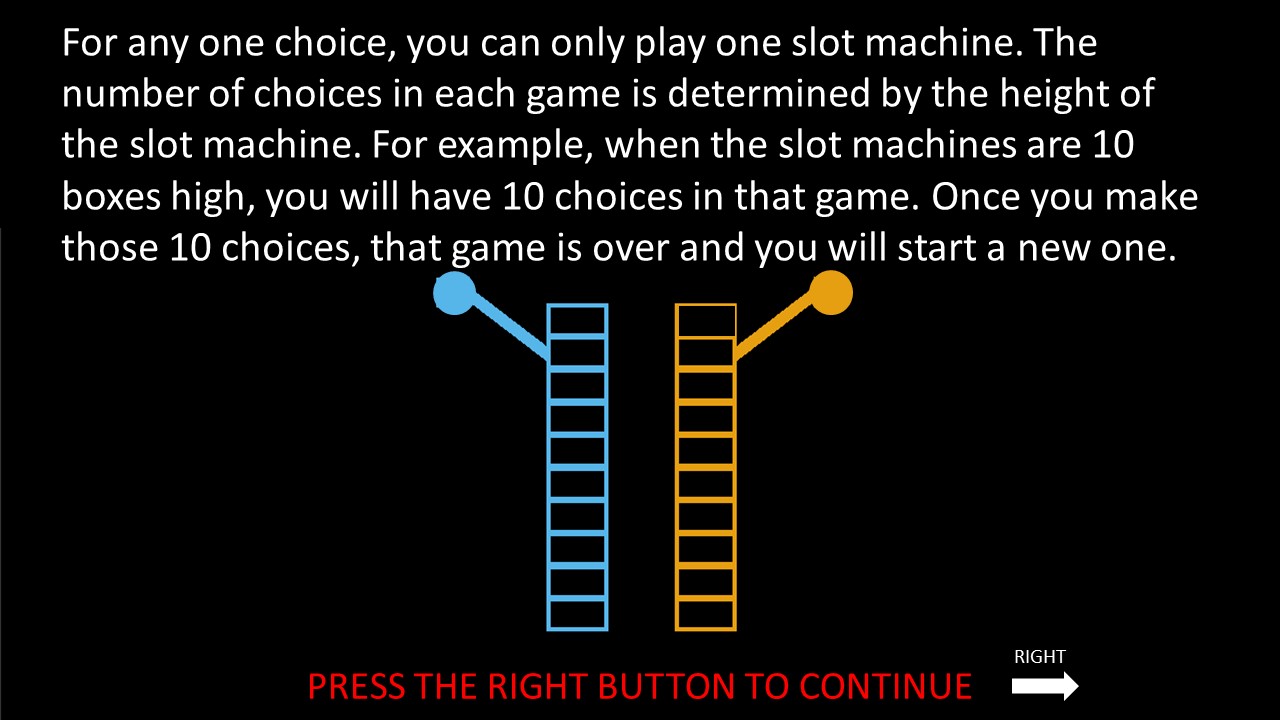 For any one choice, you can only play one slot machine. The
number of choices in each game is determined by the height of
the slot machine. For example, when the slot machines are 10
boxes high, you will have 10 choices in that game. Once you make
those 10 choices, that game is over and you will start a new one.
RIGHT
PRESS THE RIGHT BUTTON TO CONTINUE